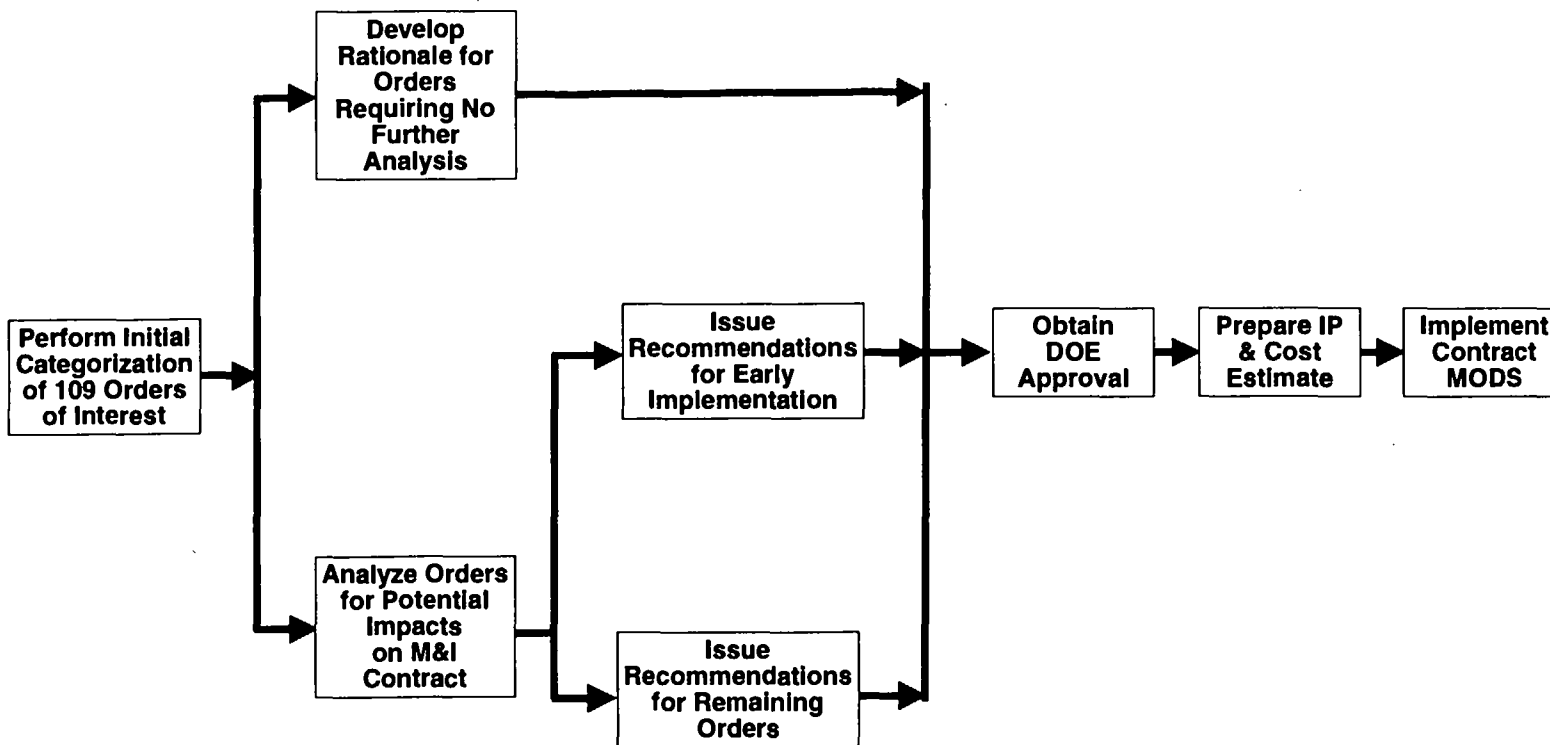 Develop
Rationale for
Orders
Requiring No
Further
Analysis
Perform Initial
Categorization
of 109 Orders
of Interest
Issue
Recommendations
for Early
Implementation
Obtain
DOE
Approval
Prepare IP
& Cost
Estimate
Implement
Contract
MODS
Analyze Orders
for Potential
Impacts
on M&I
Contract
Issue
Recommendations
for Remaining
Orders